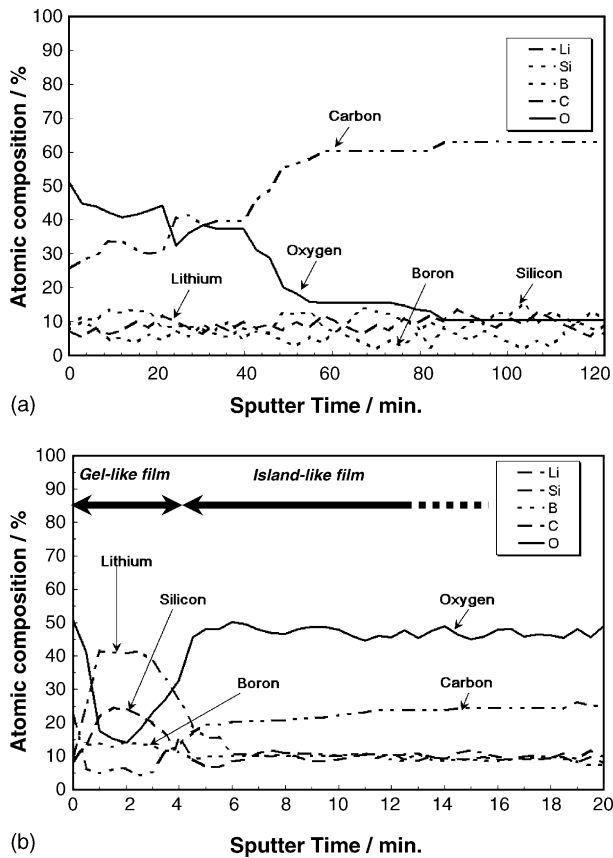 100
90
80
70
60
50
40
30
20
10
0
Atomic composition / %
Li
Si
B
C
O
Carbon
Oxygen
Lithium
Boron
Silicon
0 20 40 60 80 100 120
(a)
Sputter Time / min.
100
90
80
70
60
50
40
30
20
10
0
Atomic composition / %
Gel-like film
Island-like film
Li
Si
B
C
O
Lithium
Silicon
Boron
Oxygen
Carbon
0 2 4 6 8 10 12 14 16 18 20
(b)
Sputter Time / min.